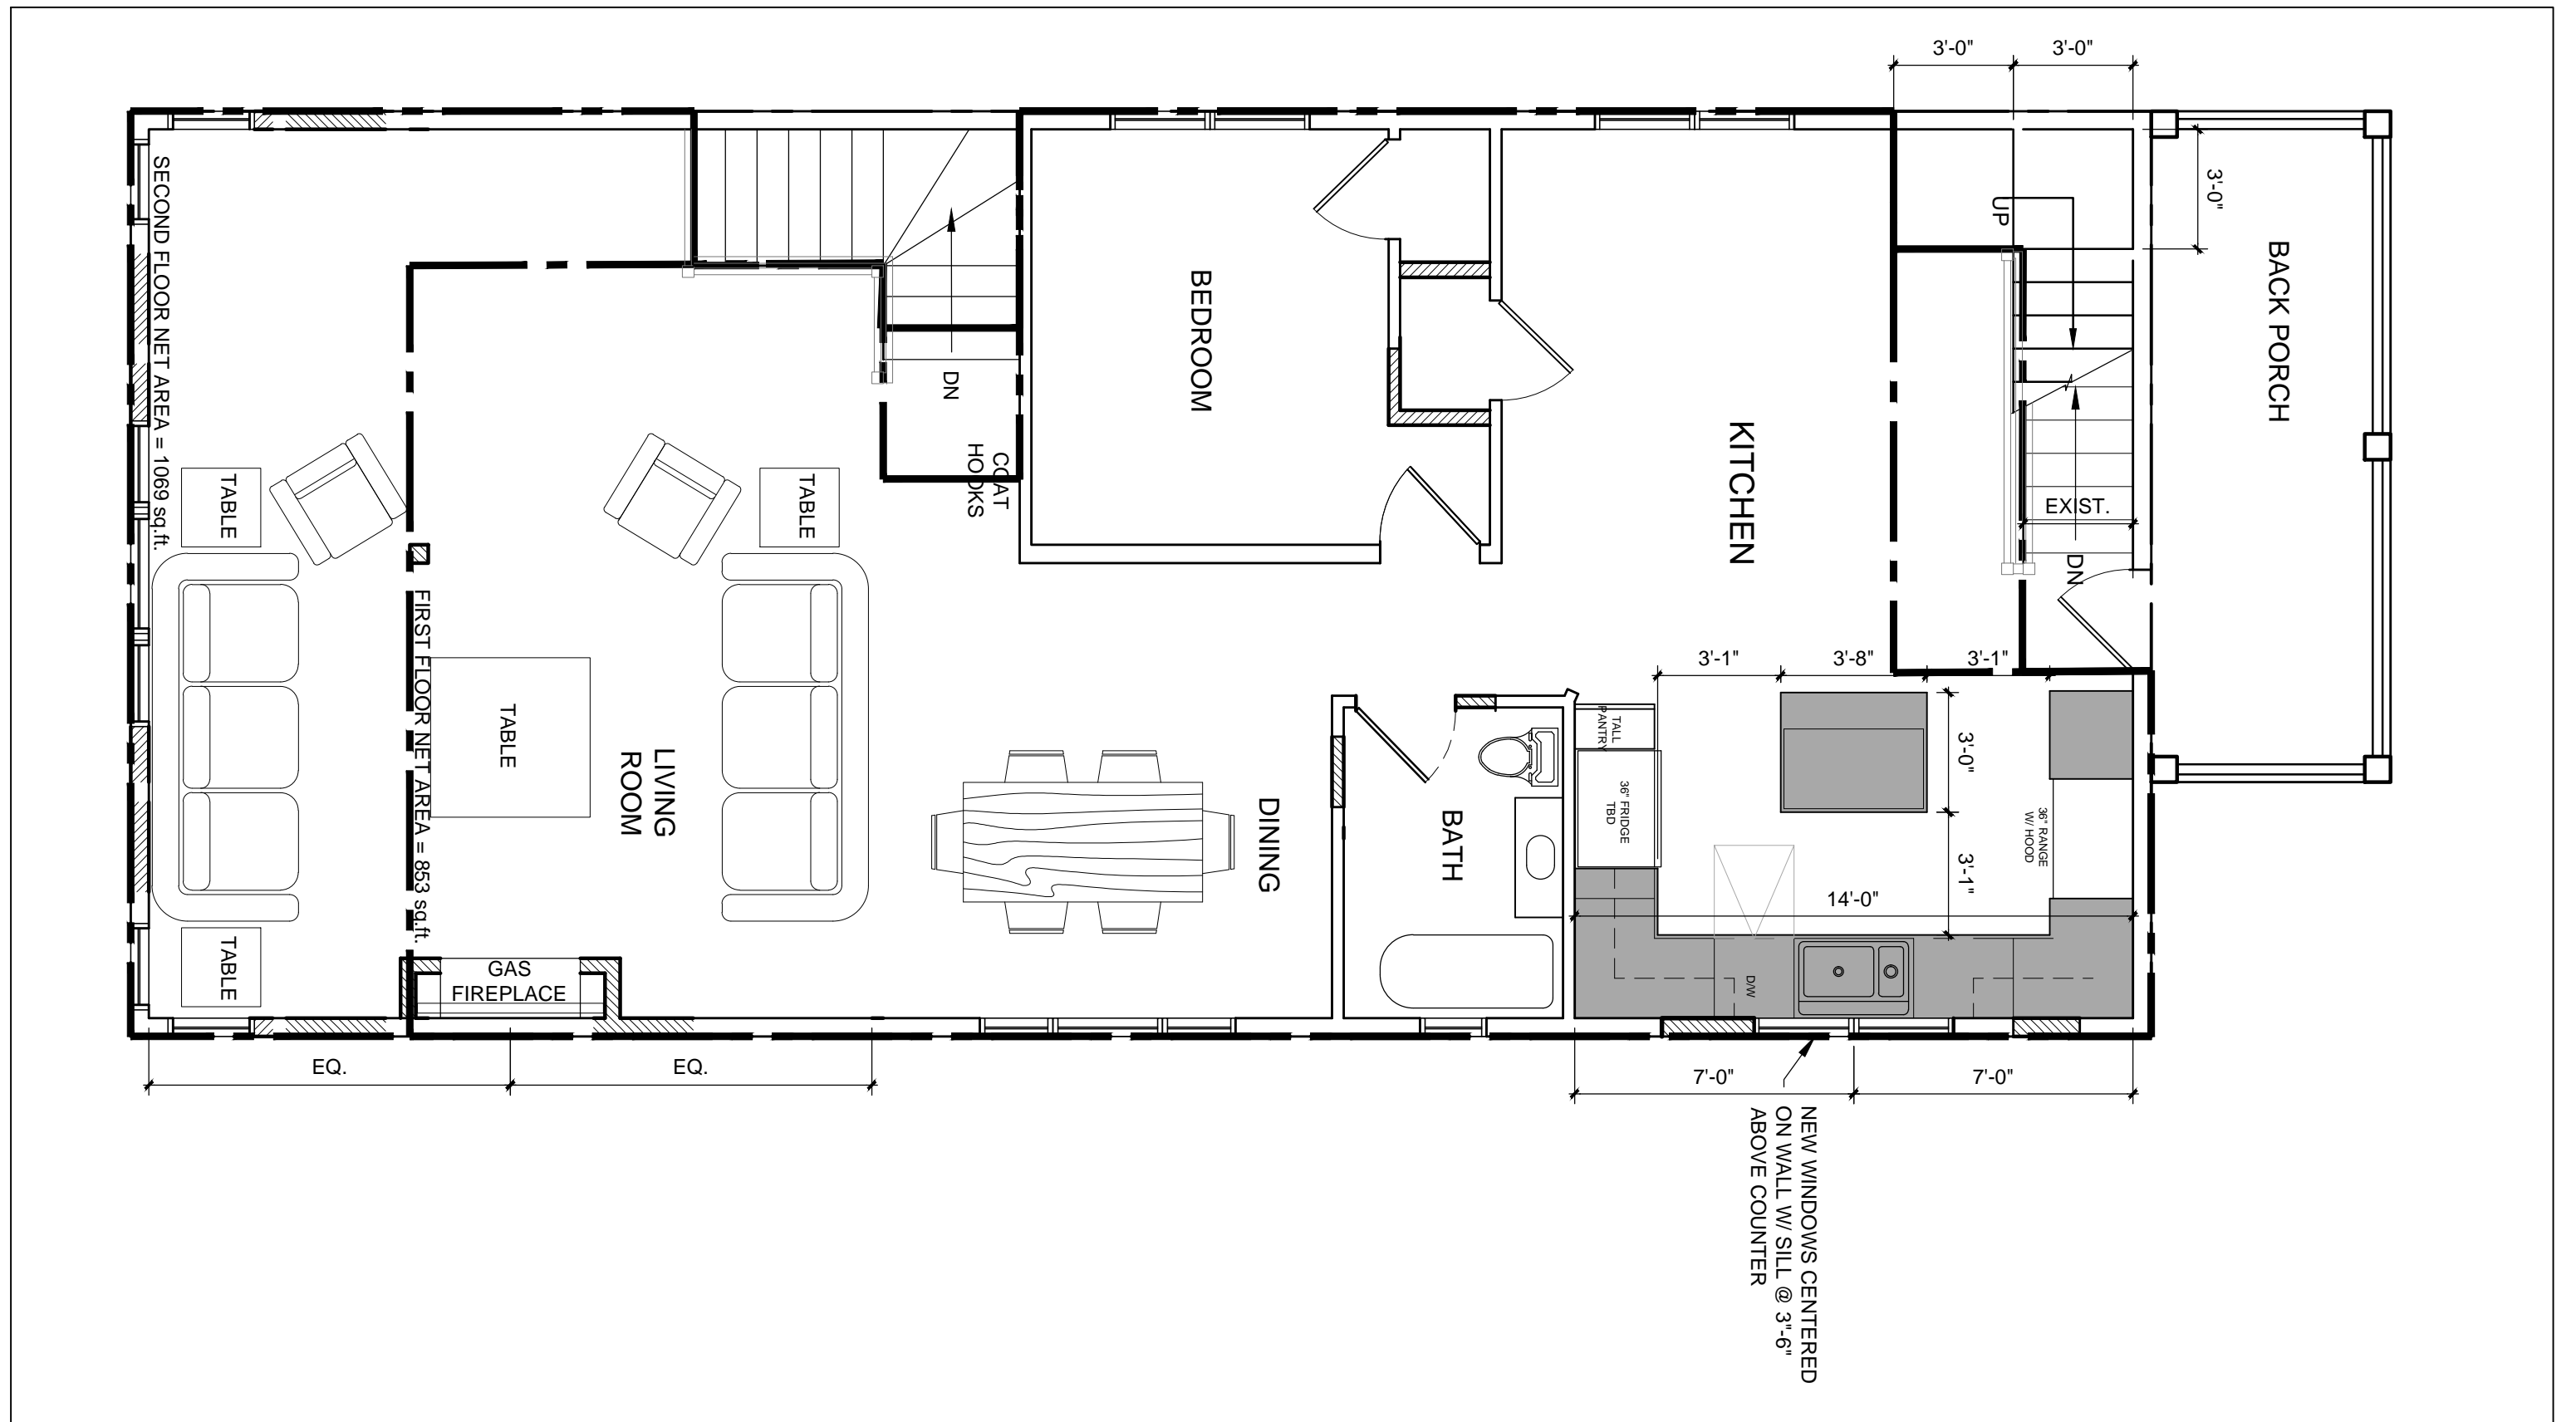 3'-0"
3'-0"
3'-0"
UP
BACK PORCH
SECOND FLOOR NET AREA = 1069 sq.ft.
BEDROOM
DN
COAT
HOOKS
KITCHEN
EXIST.
DN
TABLE
TABLE
FIRST FLOOR NET AREA = 853 sq.ft.
TABLE
LIVING
ROOM
DINING
BATH
3'-1"
3'-8"
3'-1"
TALL
PANTRY
36" FRIDGE
TBD
3'-0"
3'-1"
36" RANGE
W/ HOOD
14'-0"
TABLE
GAS
FIREPLACE
D/W
EQ.
EQ.
7'-0"
7'-0"
NEW WINDOWS CENTERED
ON WALL W/ SILL @ 3"-6"
ABOVE COUNTER